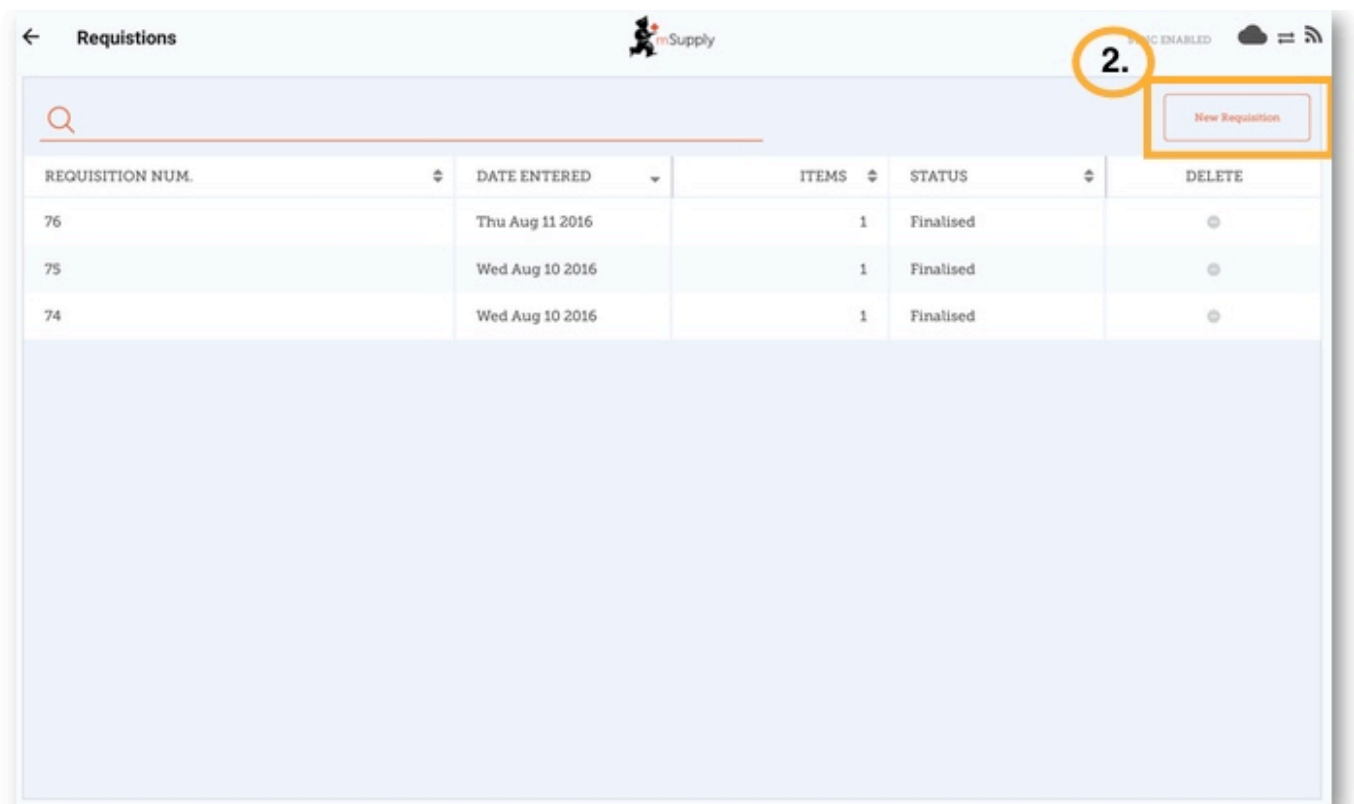 Requistions
mSupply
ENABLED
2.
New Requisition
REQUISITION NUM. DATE ENTERED ITEMS STATUS DELETE
76 Thu Aug 11 2016 1 Finalised
75 Wed Aug 10 2016 1 Finalised
74 Wed Aug 10 2016 1 Finalised